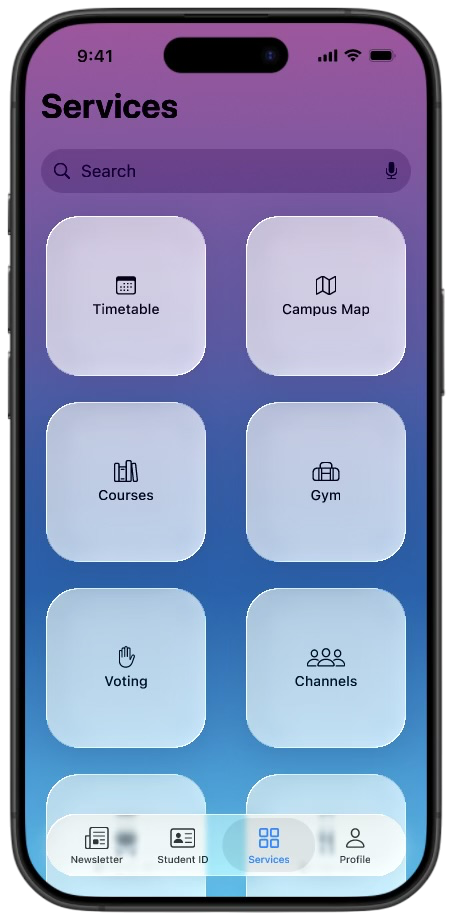 9:41
Services
Search
Timetable
Campus Map
Courses
Gym
Voting
Channels
Newsletter
Student ID
Services
Profile